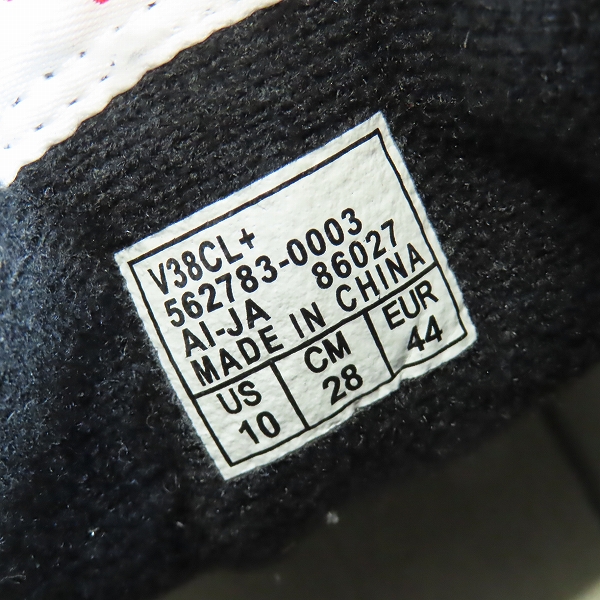 V38CL+
562783-0003
AI-JA 86027
MADE IN CHINA
US CM EUR
10 28 44